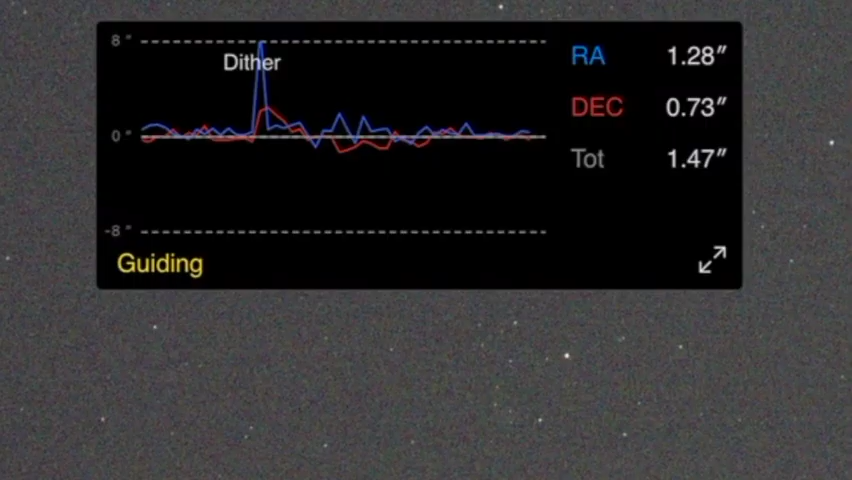 8 "
Dither
RA 1.28"
DEC 0.73"
0 "
Tot 1.47"
-8 "
Guiding